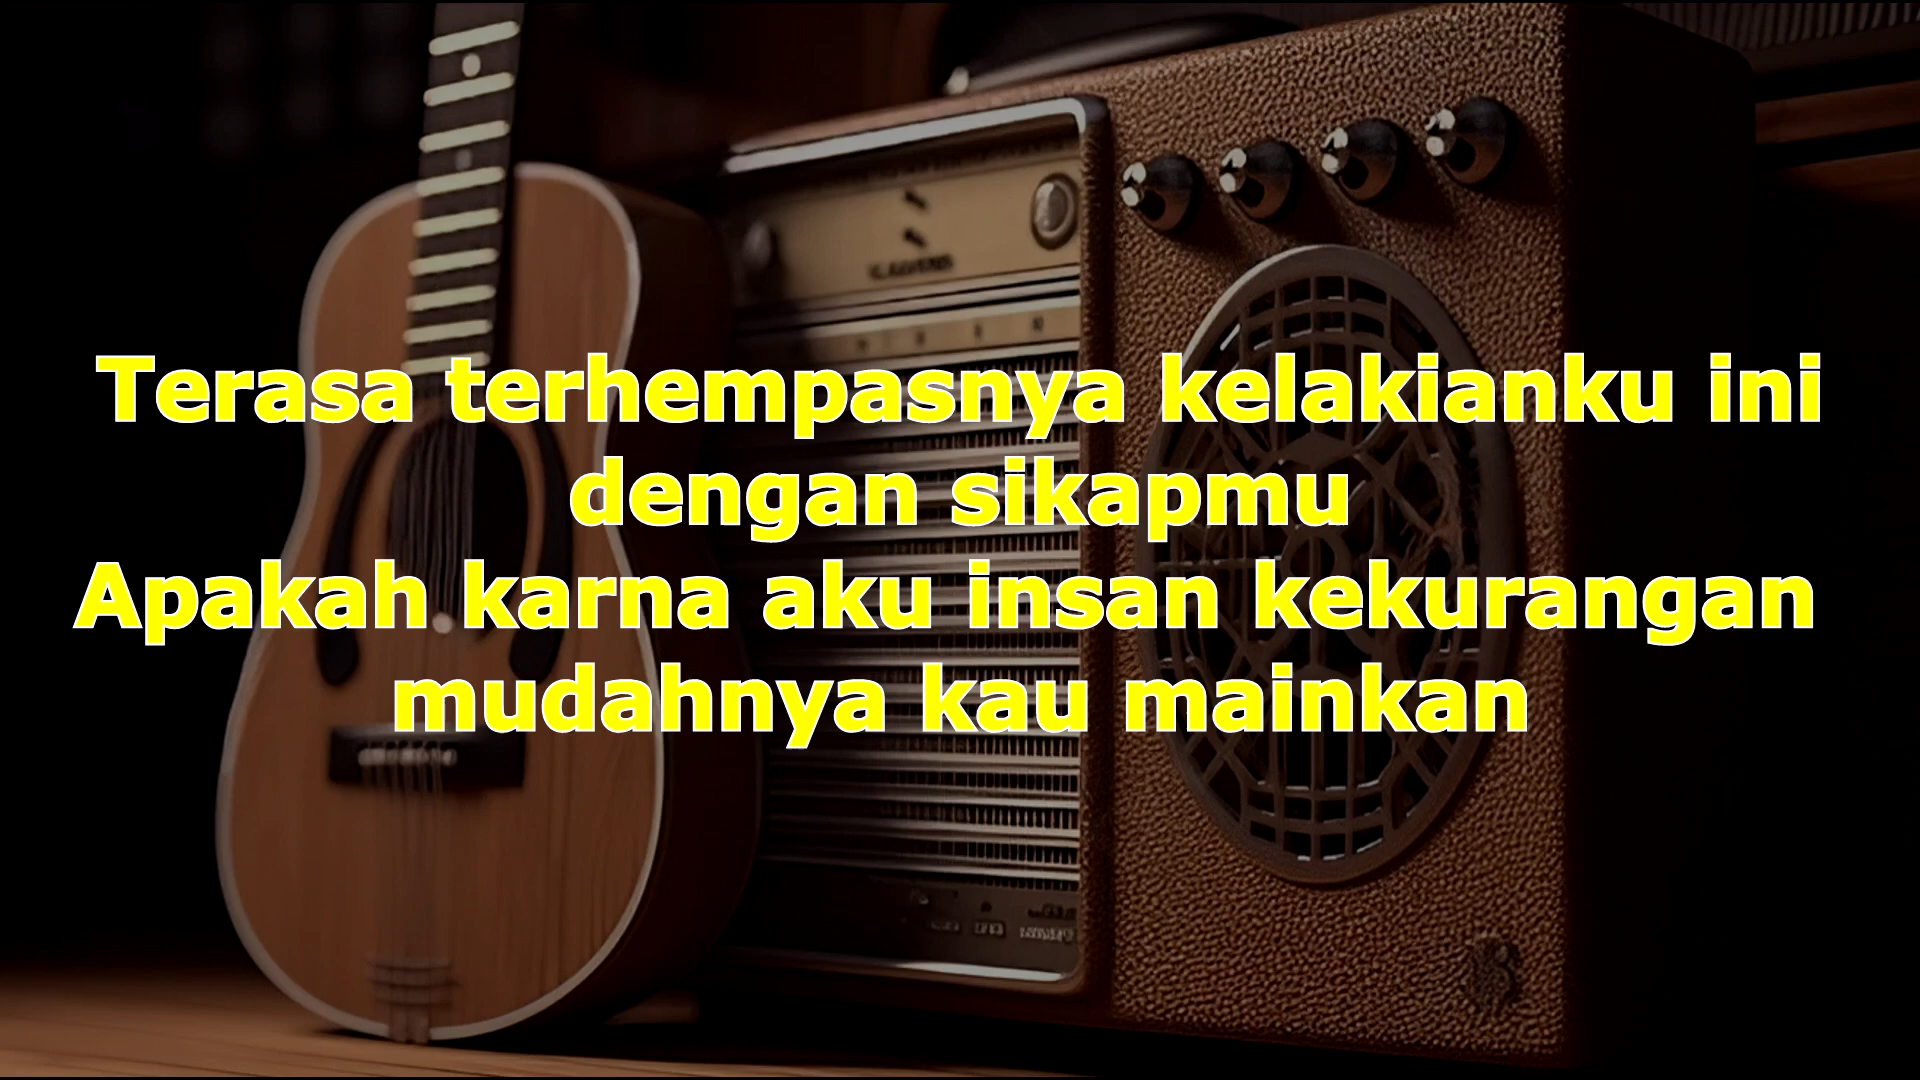 Terasa terhempasnya kelakianku ini
dengan sikapmu
Apakah karna aku insan kekurangan
mudahnya kau mainkan